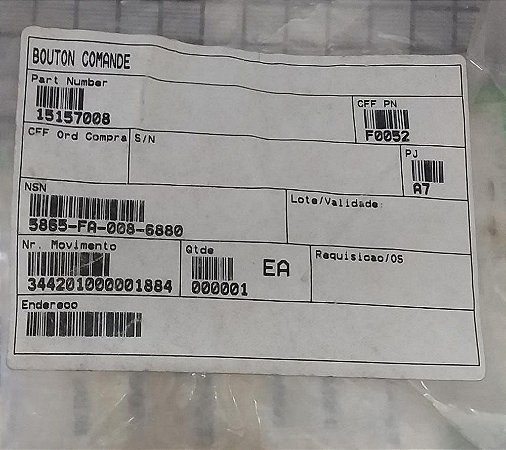 BOUTON COMANDE
Part Number
15157008
CFF PN
F0052
CFF Ord Compra
S/N
PJ
A7
NSN
5865-FA-008-6880
Lote/Validade:
Nr. Movimento
344201000001884
Qtde
000001
EA
Requisicao/OS
Endereco